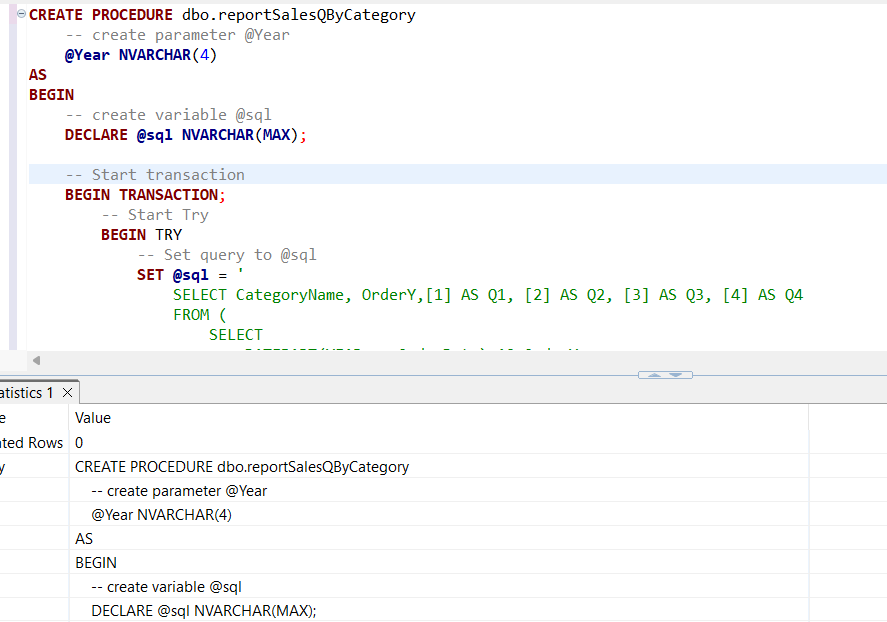 CREATE PROCEDURE dbo.reportSalesQByCategory
-- create parameter @Year
@Year NVARCHAR(4)
AS
BEGIN
-- create variable @sql
DECLARE @sql NVARCHAR(MAX);
-- Start transaction
BEGIN TRANSACTION;
-- Start Try
BEGIN TRY
-- Set query to @sql
SET @sql = '
SELECT CategoryName, OrderY,[1] AS Q1, [2] AS Q2, [3] AS Q3, [4] AS Q4
FROM (
SELECT
atistics 1
e Value
ated Rows 0
y CREATE PROCEDURE dbo.reportSalesQByCategory
-- create parameter @Year
@Year NVARCHAR(4)
AS
BEGIN
-- create variable @sql
DECLARE @sql NVARCHAR(MAX);